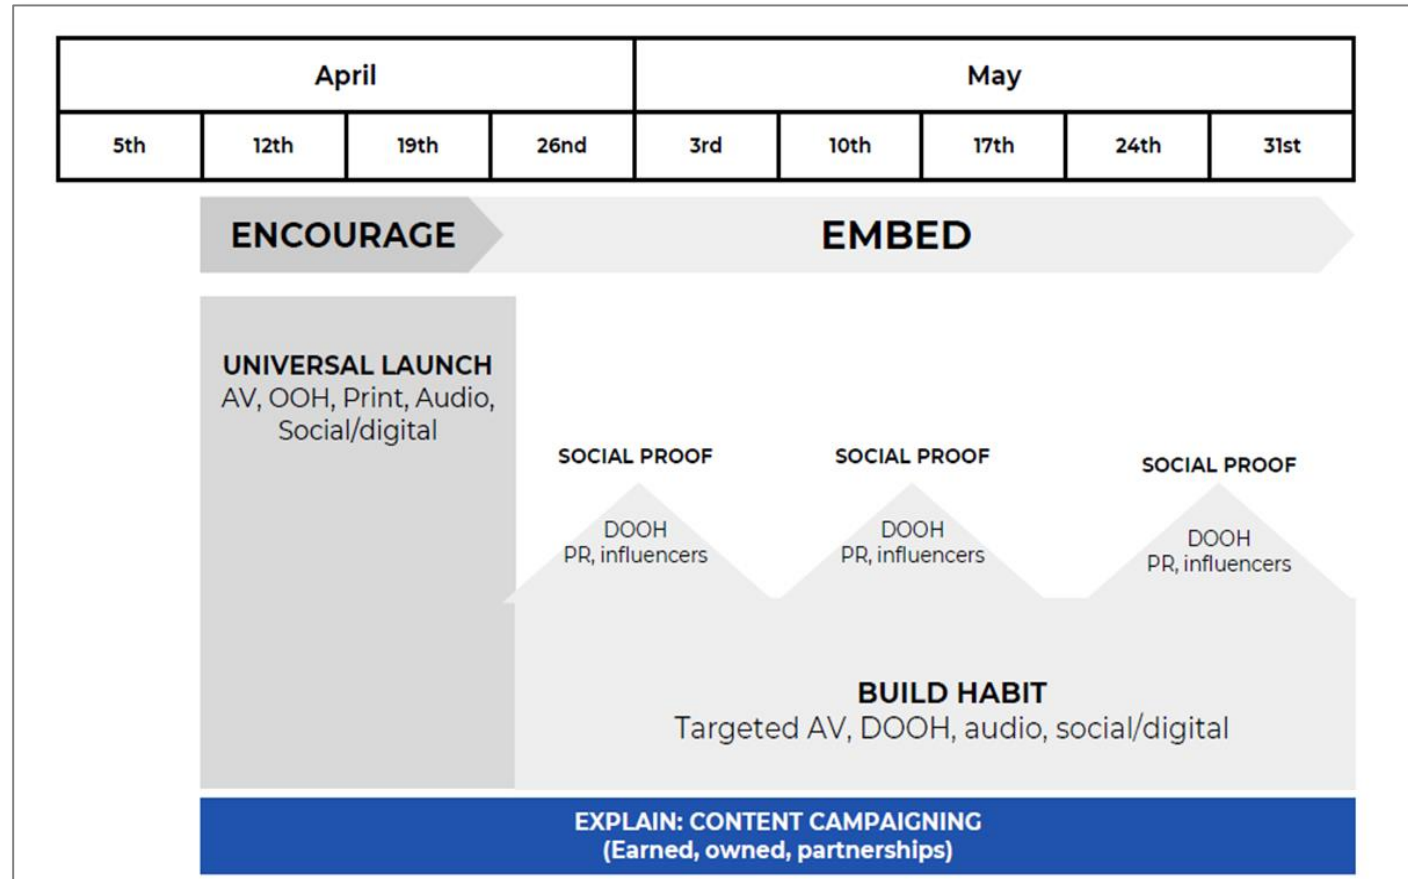 April
May
5th
12th
19th
26nd
3rd
10th
17th
24th
31st
ENCOURAGE
EMBED
UNIVERSAL LAUNCH
AV, OOH, Print, Audio,
Social/digital
SOCIAL PROOF
DOOH
PR, influencers
SOCIAL PROOF
DOOH
PR, influencers
SOCIAL PROOF
DOOH
PR, influencers
BUILD HABIT
Targeted AV, DOOH, audio, social/digital
EXPLAIN: CONTENT CAMPAIGNING
(Earned, owned, partnerships)